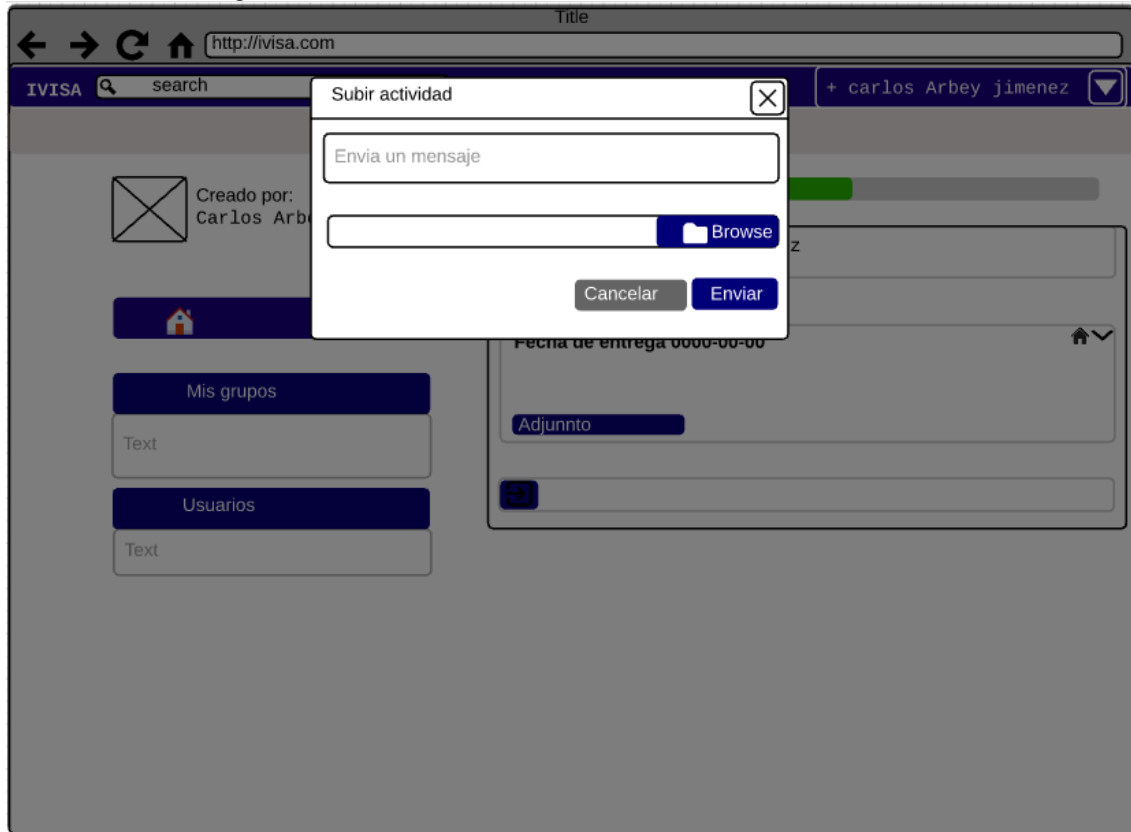 Title
http://ivisa.com
IVISA
search
+ carlos Arbey jimenez
Subir actividad
Envia un mensaje
Browse
Cancelar
Enviar
Creado por:
Carlos Arb
z
Fecha de entrega 0000-00-00
Adjunnto
Mis grupos
Text
Usuarios
Text